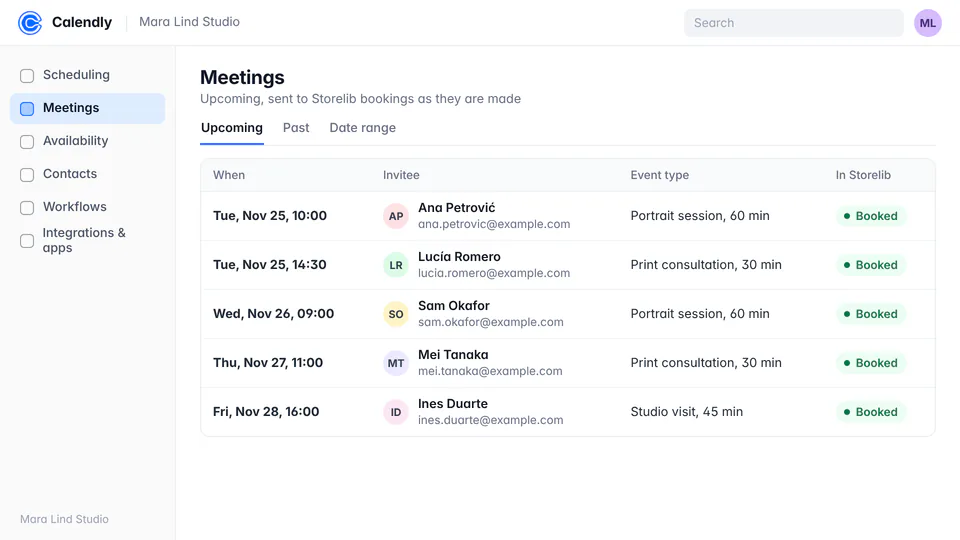 Calendly
Mara Lind Studio
Search
ML
Scheduling
Meetings
Availability
Contacts
Workflows
Integrations &
apps
Mara Lind Studio
Meetings
Upcoming, sent to Storelib bookings as they are made
Upcoming Past Date range
When Invitee Event type In Storelib
Tue, Nov 25, 10:00 AP Ana Petrović Portrait session, 60 min Booked
ana.petrovic@example.com
Tue, Nov 25, 14:30 LR Lucía Romero Print consultation, 30 min Booked
lucia.romero@example.com
Wed, Nov 26, 09:00 SO Sam Okafor Portrait session, 60 min Booked
sam.okafor@example.com
Thu, Nov 27, 11:00 MT Mei Tanaka Print consultation, 30 min Booked
mei.tanaka@example.com
Fri, Nov 28, 16:00 ID Ines Duarte Studio visit, 45 min Booked
ines.duarte@example.com